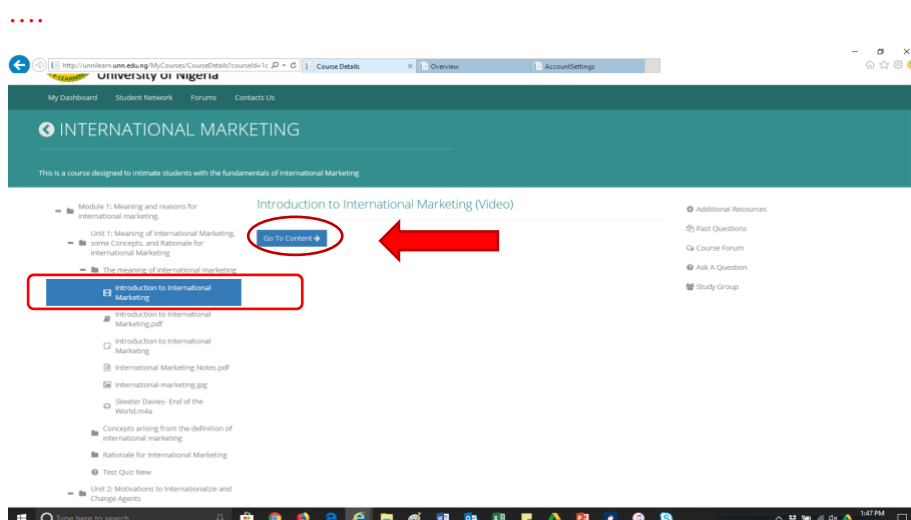 ....
http://unnilearn.unn.edu.ng/MyCourses/CourseDetails?courseId=1c
Course Details
Overview
AccountSettings
University of Nigeria
My Dashboard Student Network Forums Contacts Us
INTERNATIONAL MARKETING
This is a course designed to intimate students with the fundamentals of International Marketing
Module 1: Meaning and reasons for
international marketing.
Unit 1: Meaning of International Marketing,
some Concepts, and Rationale for
International Marketing
The meaning of international marketing
Introduction to International
Marketing
Introduction to International
Marketing.pdf
Introduction to International
Marketing
International Marketing Notes.pdf
International-marketing.jpg
Skeeter Davies- End of the
World.m4a
Concepts arising from the definition of
international marketing
Rationale for International Marketing
Test Quiz New
Unit 2: Motivations to Internationalize and
Change Agents
Introduction to International Marketing (Video)
Go To Content
Additional Resources
Past Questions
Course Forum
Ask A Question
Study Group
Type here to search
1:47 PM